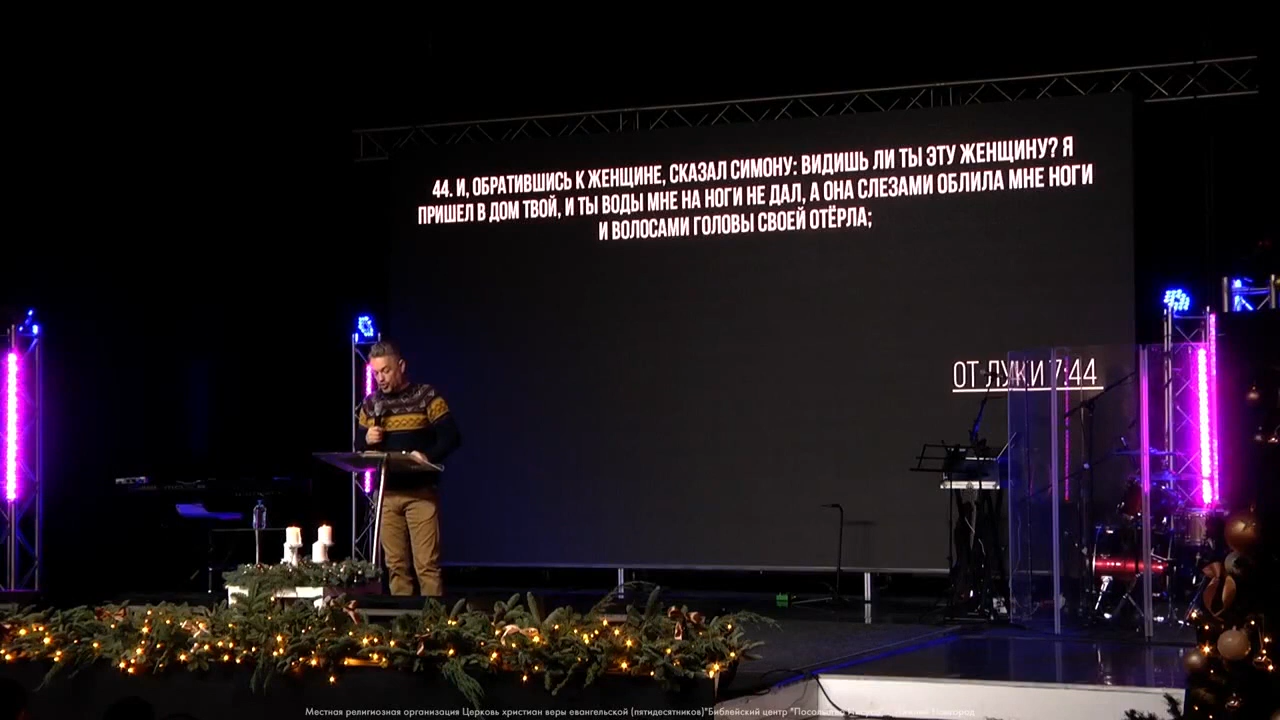 44. И, ОБРАТИВШИСЬ К ЖЕНЩИНЕ, СКАЗАЛ СИМОНУ: ВИДИШЬ ЛИ ТЫ ЭТУ ЖЕНЩИНУ? Я
ПРИШЕЛ В ДОМ ТВОЙ, И ТЫ ВОДЫ МНЕ НА НОГИ НЕ ДАЛ, А ОНА СЛЕЗАМИ ОБЛИЛА МНЕ НОГИ
И ВОЛОСАМИ ГОЛОВЫ СВОЕЙ ОТЁРЛА;
ОТ ЛУКИ 7:44
Местная религиозная организация Церковь христиан веры евангельской (пятидесятников)"Библейский центр "Посольство Иисуса" Нижний Новгород